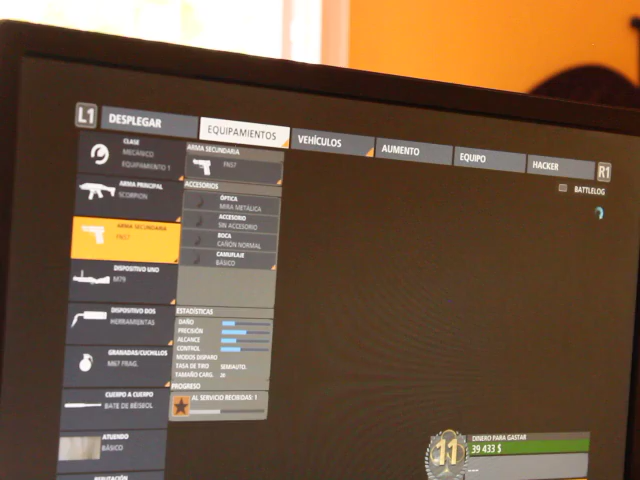 L1 DESPLEGAR EQUIPAMIENTOS VEHÍCULOS AUMENTO EQUIPO HACKER R1
BATTLELOG
CLASE
MECÁNICO
EQUIPAMIENTO 1
ARMA PRINCIPAL
SCORPION
ARMA SECUNDARIA
FN57
DISPOSITIVO UNO
M79
DISPOSITIVO DOS
HERRAMIENTAS
GRANADAS/CUCHILLOS
M67 FRAG.
CUERPO A CUERPO
BATE DE BÉISBOL
ATUENDO
BÁSICO
REPUTACIÓN
ARMA SECUNDARIA
FN57
ACCESORIOS
ÓPTICA
MIRA METÁLICA
ACCESORIO
SIN ACCESORIO
BOCA
CAÑÓN NORMAL
CAMUFLAJE
BÁSICO
ESTADÍSTICAS
DAÑO
PRECISIÓN
ALCANCE
CONTROL
MODOS DISPARO
TASA DE TIRO SEMIAUTO.
TAMAÑO CARG. 20
PROGRESO
AL SERVICIO RECIBIDAS: 1
11
DINERO PARA GASTAR
39 433 $